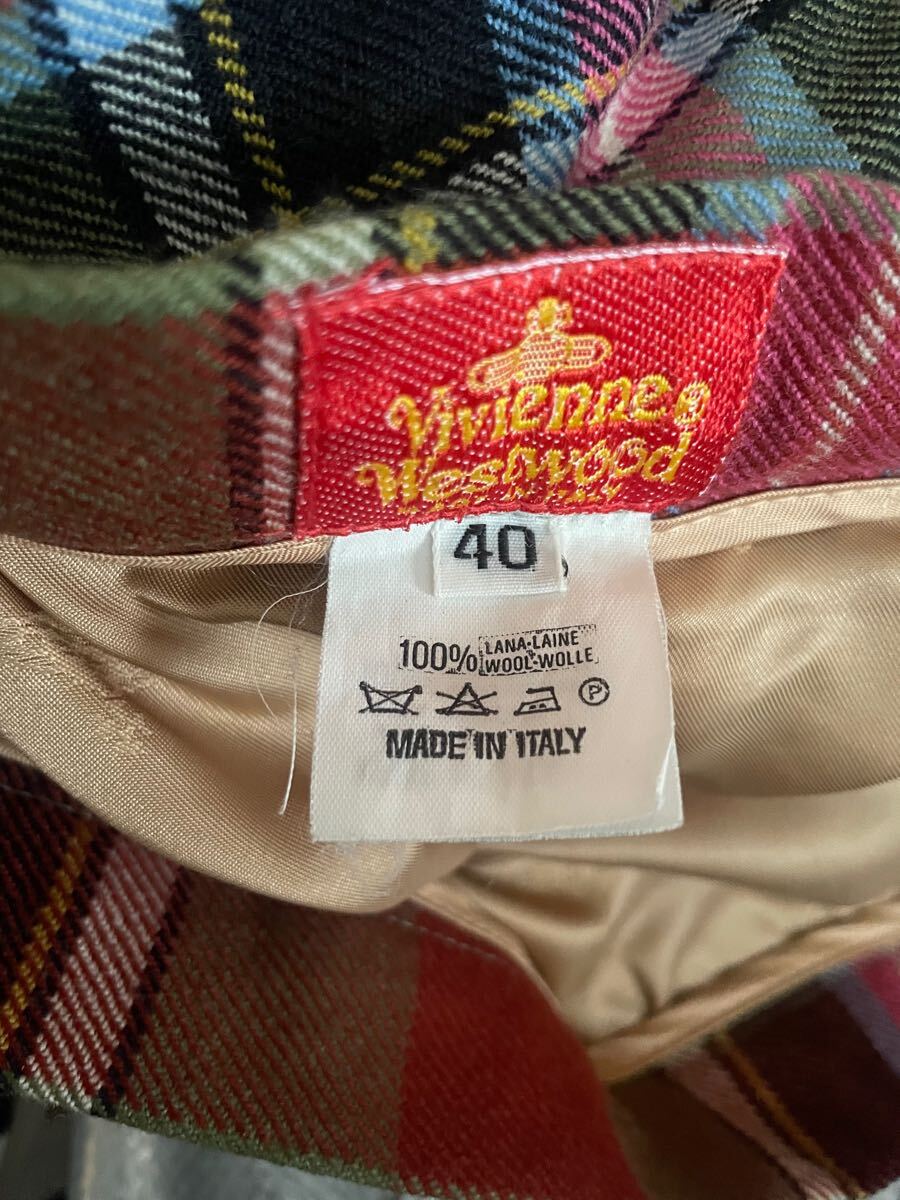 Vivienne®
Westwood
40
100% LANA·LAINE
WOOL·WOLLE
P
MADE IN ITALY